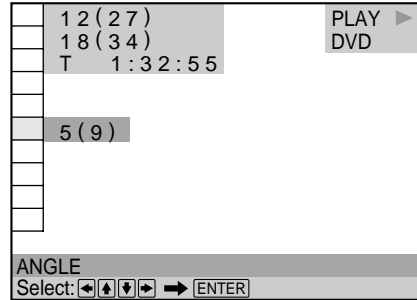 12(27) PLAY ▶
18(34) DVD
T 1:32:55
5(9)
ANGLE
Select: ← ↑ ↓ → ➡ ENTER